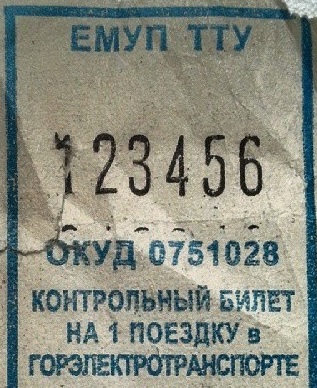 ЕМУП ТТУ
123456
ОКУД 0751028
КОНТРОЛЬНЫЙ БИЛЕТ
НА 1 ПОЕЗДКУ в
ГОРЭЛЕКТРОТРАНСПОРТЕ